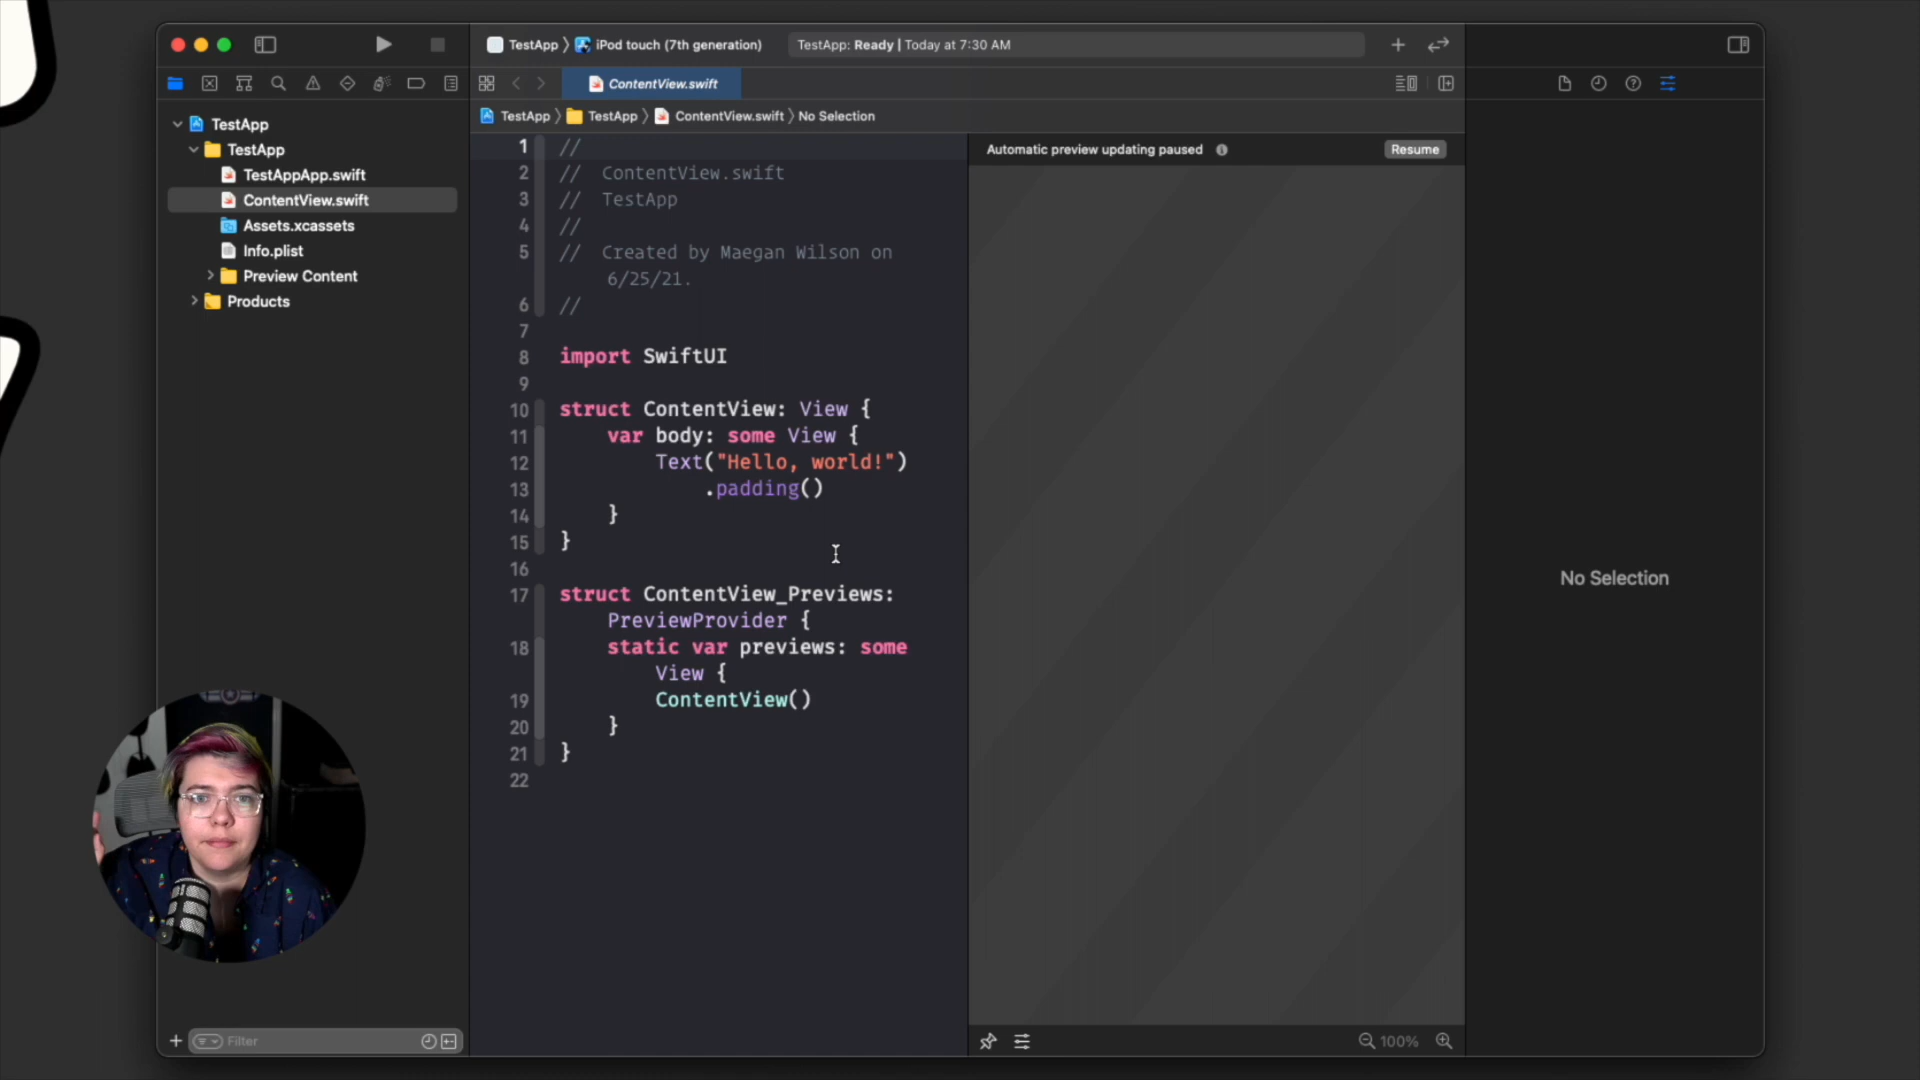 TestApp
iPod touch (7th generation)
TestApp: Ready | Today at 7:30 AM
ContentView.swift
TestApp
TestApp
ContentView.swift
No Selection
TestApp
TestApp
TestAppApp.swift
ContentView.swift
Assets.xcassets
Info.plist
Preview Content
Products
1 //
2 // ContentView.swift
3 // TestApp
4 //
5 // Created by Maegan Wilson on
6/25/21.
6 //
7
8 import SwiftUI
9
10 struct ContentView: View {
11 var body: some View {
12 Text("Hello, world!")
13 .padding()
14 }
15 }
16
17 struct ContentView_Previews:
PreviewProvider {
18 static var previews: some
View {
19 ContentView()
20 }
21 }
22
Automatic preview updating paused
Resume
No Selection
Filter
100%